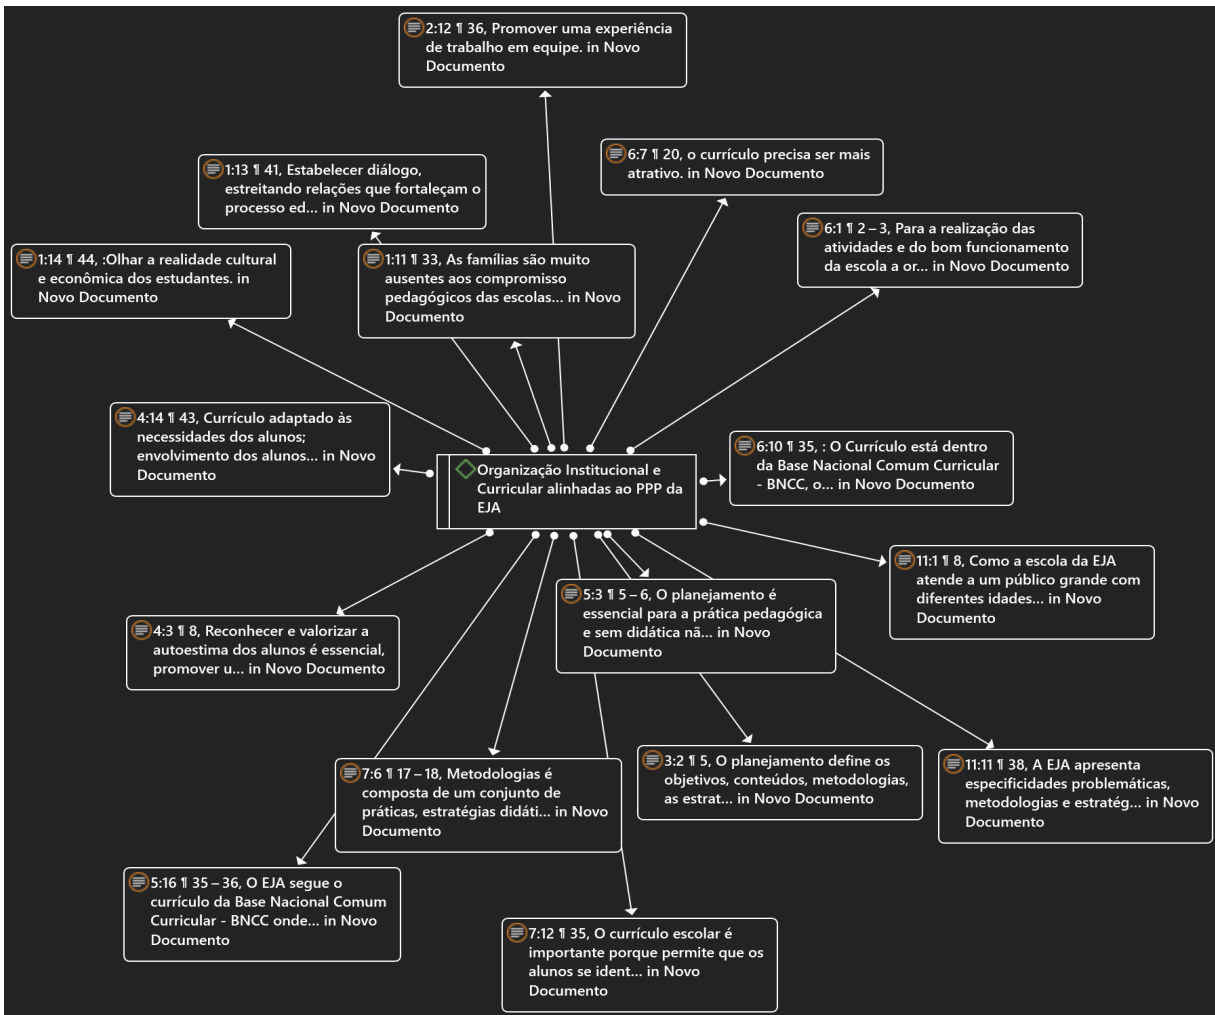 2:12 ¶ 36, Promover uma experiência
de trabalho em equipe. in Novo
Documento
6:7 ¶ 20, o currículo precisa ser mais
atrativo. in Novo Documento
1:13 ¶ 41, Estabelecer diálogo,
estreitando relações que fortaleçam o
processo ed... in Novo Documento
6:1 ¶ 2 – 3, Para a realização das
atividades e do bom funcionamento
da escola a or... in Novo Documento
1:14 ¶ 44, :Olhar a realidade cultural
e econômica dos estudantes. in
Novo Documento
1:11 ¶ 33, As famílias são muito
ausentes aos compromisso
pedagógicos das escolas... in Novo
Documento
4:14 ¶ 43, Currículo adaptado às
necessidades dos alunos;
envolvimento dos alunos... in Novo
Documento
Organização Institucional e
Curricular alinhadas ao PPP da
EJA
6:10 ¶ 35, : O Currículo está dentro
da Base Nacional Comum Curricular
- BNCC, o... in Novo Documento
11:1 ¶ 8, Como a escola da EJA
atende a um público grande com
diferentes idades... in Novo
Documento
5:3 ¶ 5 – 6, O planejamento é
essencial para a prática pedagógica
e sem didática nã... in Novo
Documento
4:3 ¶ 8, Reconhecer e valorizar a
autoestima dos alunos é essencial,
promover u... in Novo Documento
3:2 ¶ 5, O planejamento define os
objetivos, conteúdos, metodologias,
as estrat... in Novo Documento
11:11 ¶ 38, A EJA apresenta
especificidades problemáticas,
metodologias e estratég... in Novo
Documento
7:6 ¶ 17 – 18, Metodologias é
composta de um conjunto de
práticas, estratégias didáti... in Novo
Documento
5:16 ¶ 35 – 36, O EJA segue o
currículo da Base Nacional Comum
Curricular - BNCC onde... in Novo
Documento
7:12 ¶ 35, O currículo escolar é
importante porque permite que os
alunos se ident... in Novo
Documento